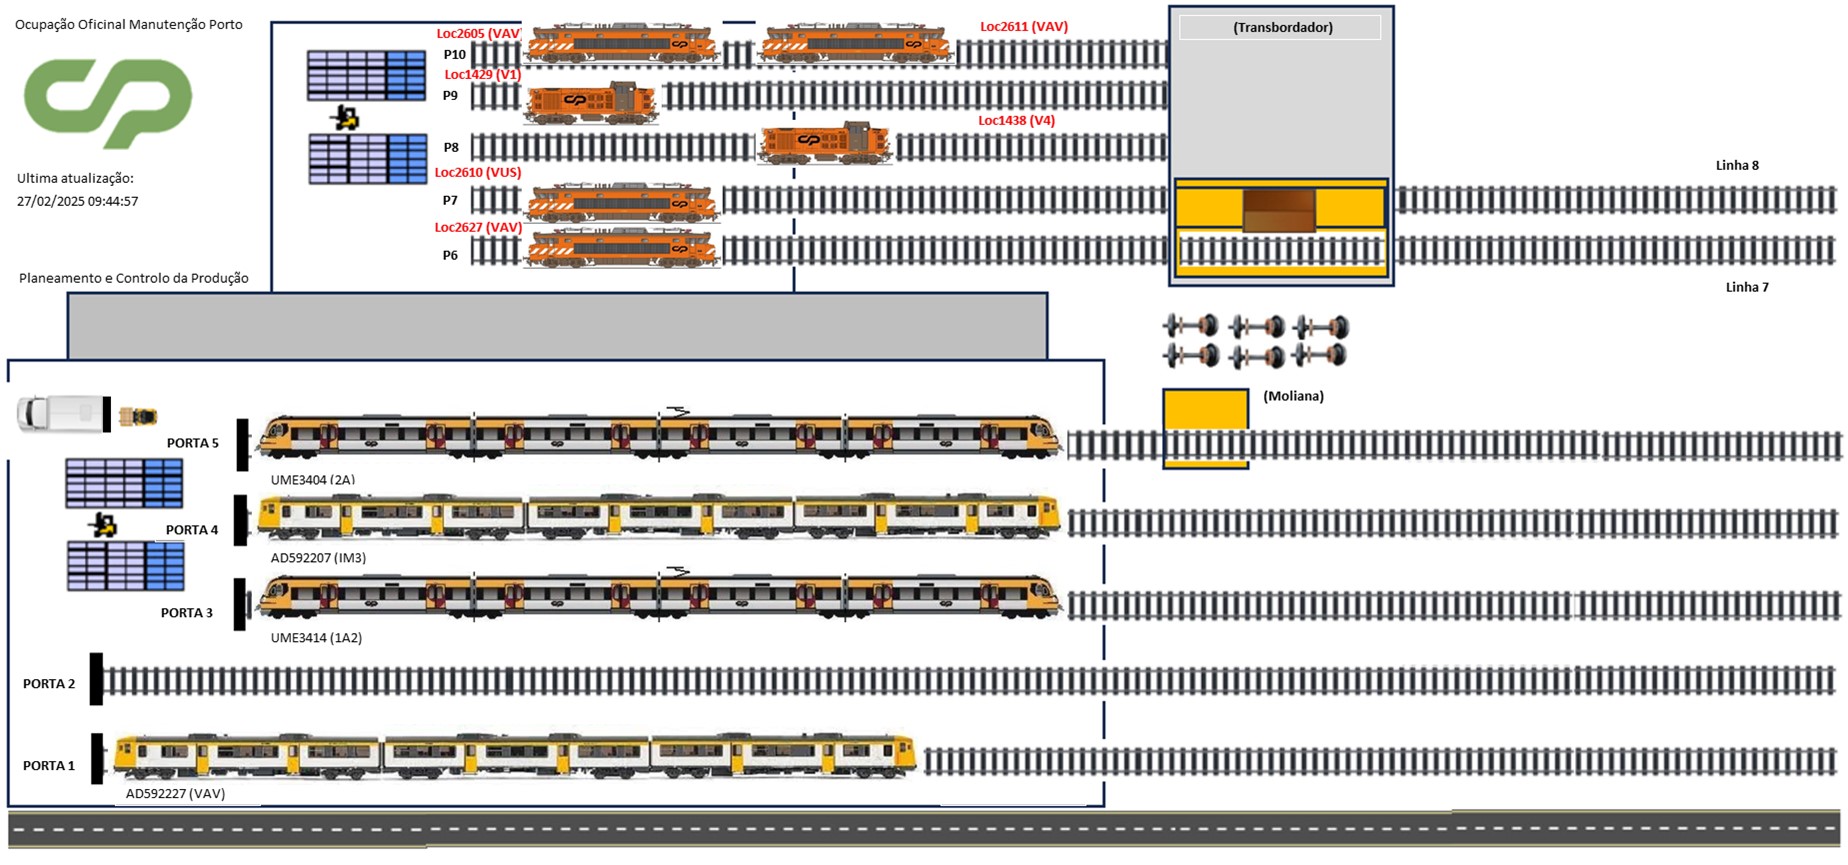 Ocupação Oficinal Manutenção Porto
CP
Ultima atualização:
27/02/2025 09:44:57
Planeamento e Controlo da Produção
Loc2605 (VAV)
Loc2611 (VAV)
P10
Loc1429 (V1)
P9
Loc1438 (V4)
P8
Loc2610 (VUS)
P7
Loc2627 (VAV)
P6
(Transbordador)
Linha 8
Linha 7
(Moliana)
PORTA 5
UME3404 (2A)
PORTA 4
AD592207 (IM3)
PORTA 3
UME3414 (1A2)
PORTA 2
PORTA 1
AD592227 (VAV)